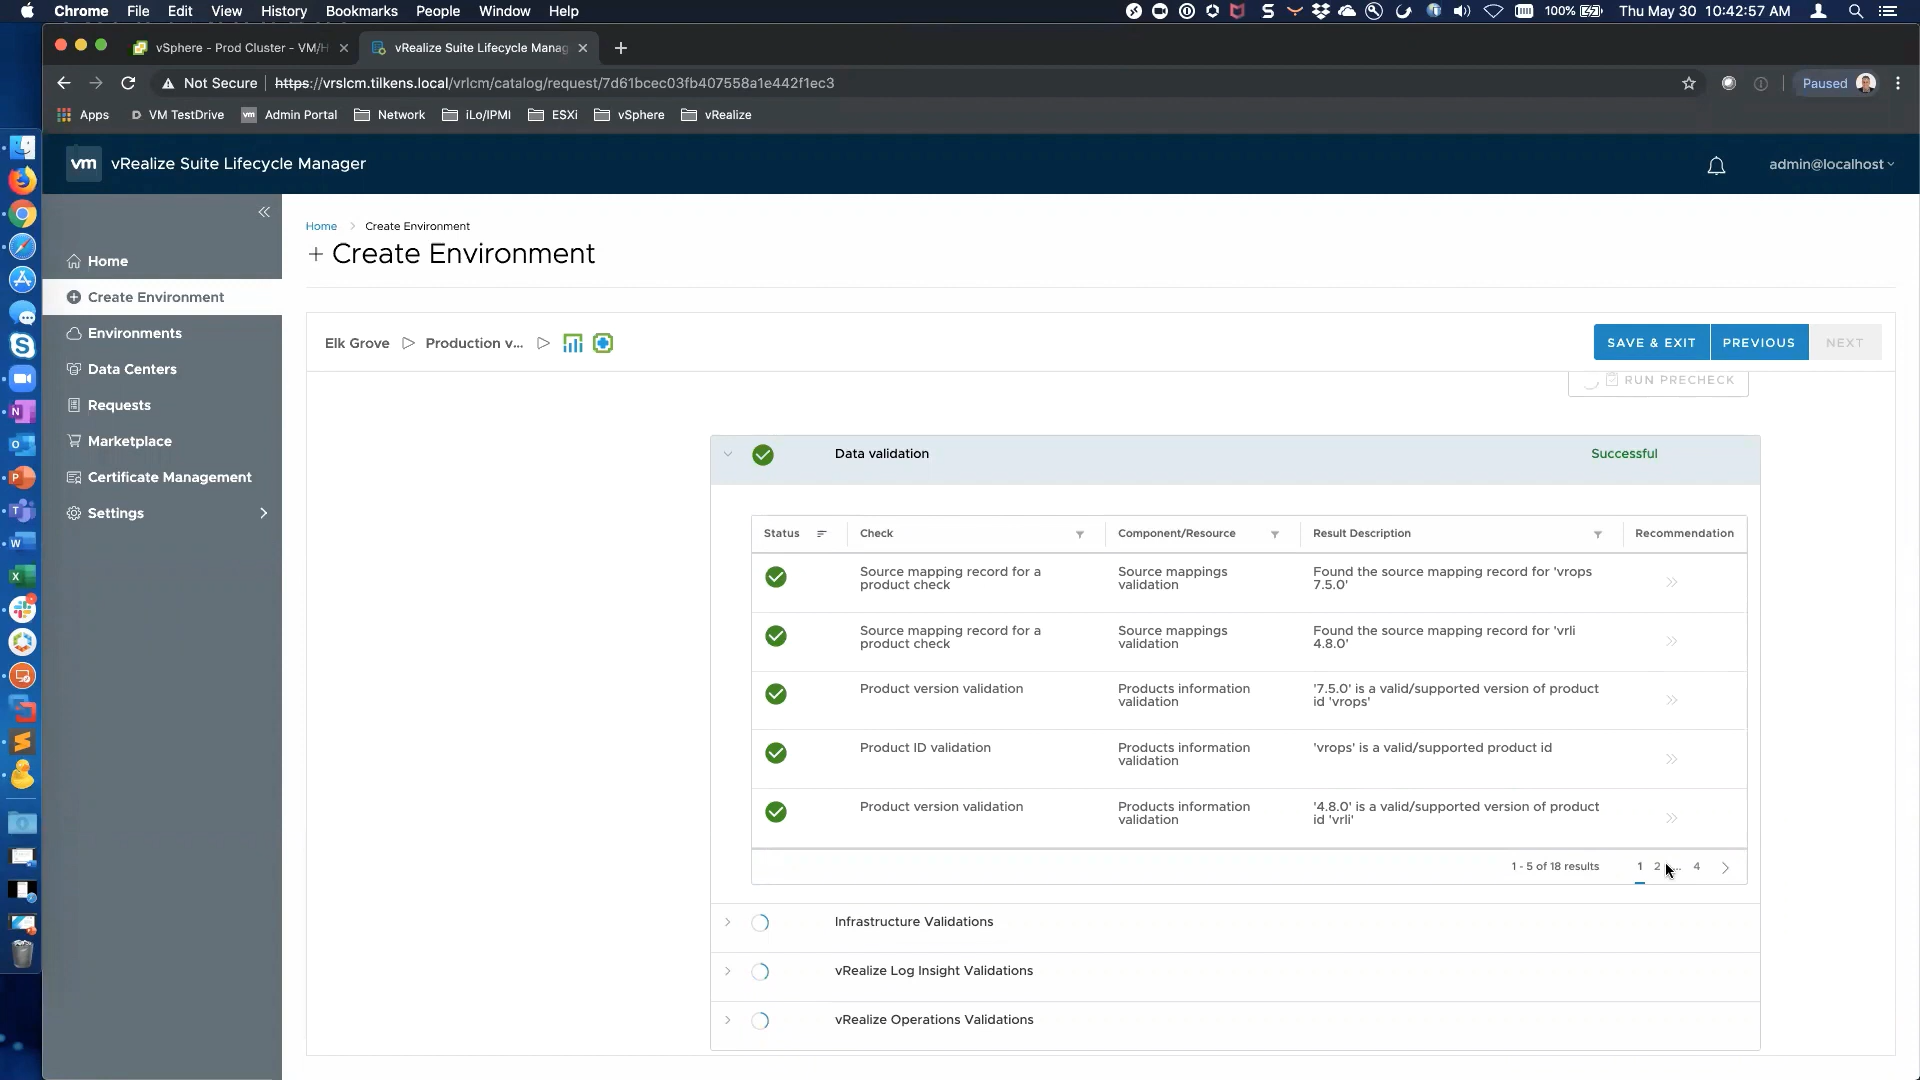 Chrome File Edit View History Bookmarks People Window Help
100% Thu May 30 10:42:57 AM
vSphere - Prod Cluster - VM/H
vRealize Suite Lifecycle Manag
Not Secure https://vrslcm.tilkens.local/vrlcm/catalog/request/7d61bcec03fb407558a1e442f1ec3
Paused
Apps VM TestDrive Admin Portal Network iLo/IPMI ESXi vSphere vRealize
vm vRealize Suite Lifecycle Manager
admin@localhost
Home
Create Environment
Environments
Data Centers
Requests
Marketplace
Certificate Management
Settings
Home > Create Environment
+ Create Environment
Elk Grove Production v...
SAVE & EXIT PREVIOUS NEXT
RUN PRECHECK
Data validation Successful
Status Check Component/Resource Result Description Recommendation
Source mapping record for a product check Source mappings validation Found the source mapping record for 'vrops 7.5.0'
Source mapping record for a product check Source mappings validation Found the source mapping record for 'vrli 4.8.0'
Product version validation Products information validation '7.5.0' is a valid/supported version of product id 'vrops'
Product ID validation Products information validation 'vrops' is a valid/supported product id
Product version validation Products information validation '4.8.0' is a valid/supported version of product id 'vrli'
1 - 5 of 18 results 1 2 ... 4
Infrastructure Validations
vRealize Log Insight Validations
vRealize Operations Validations